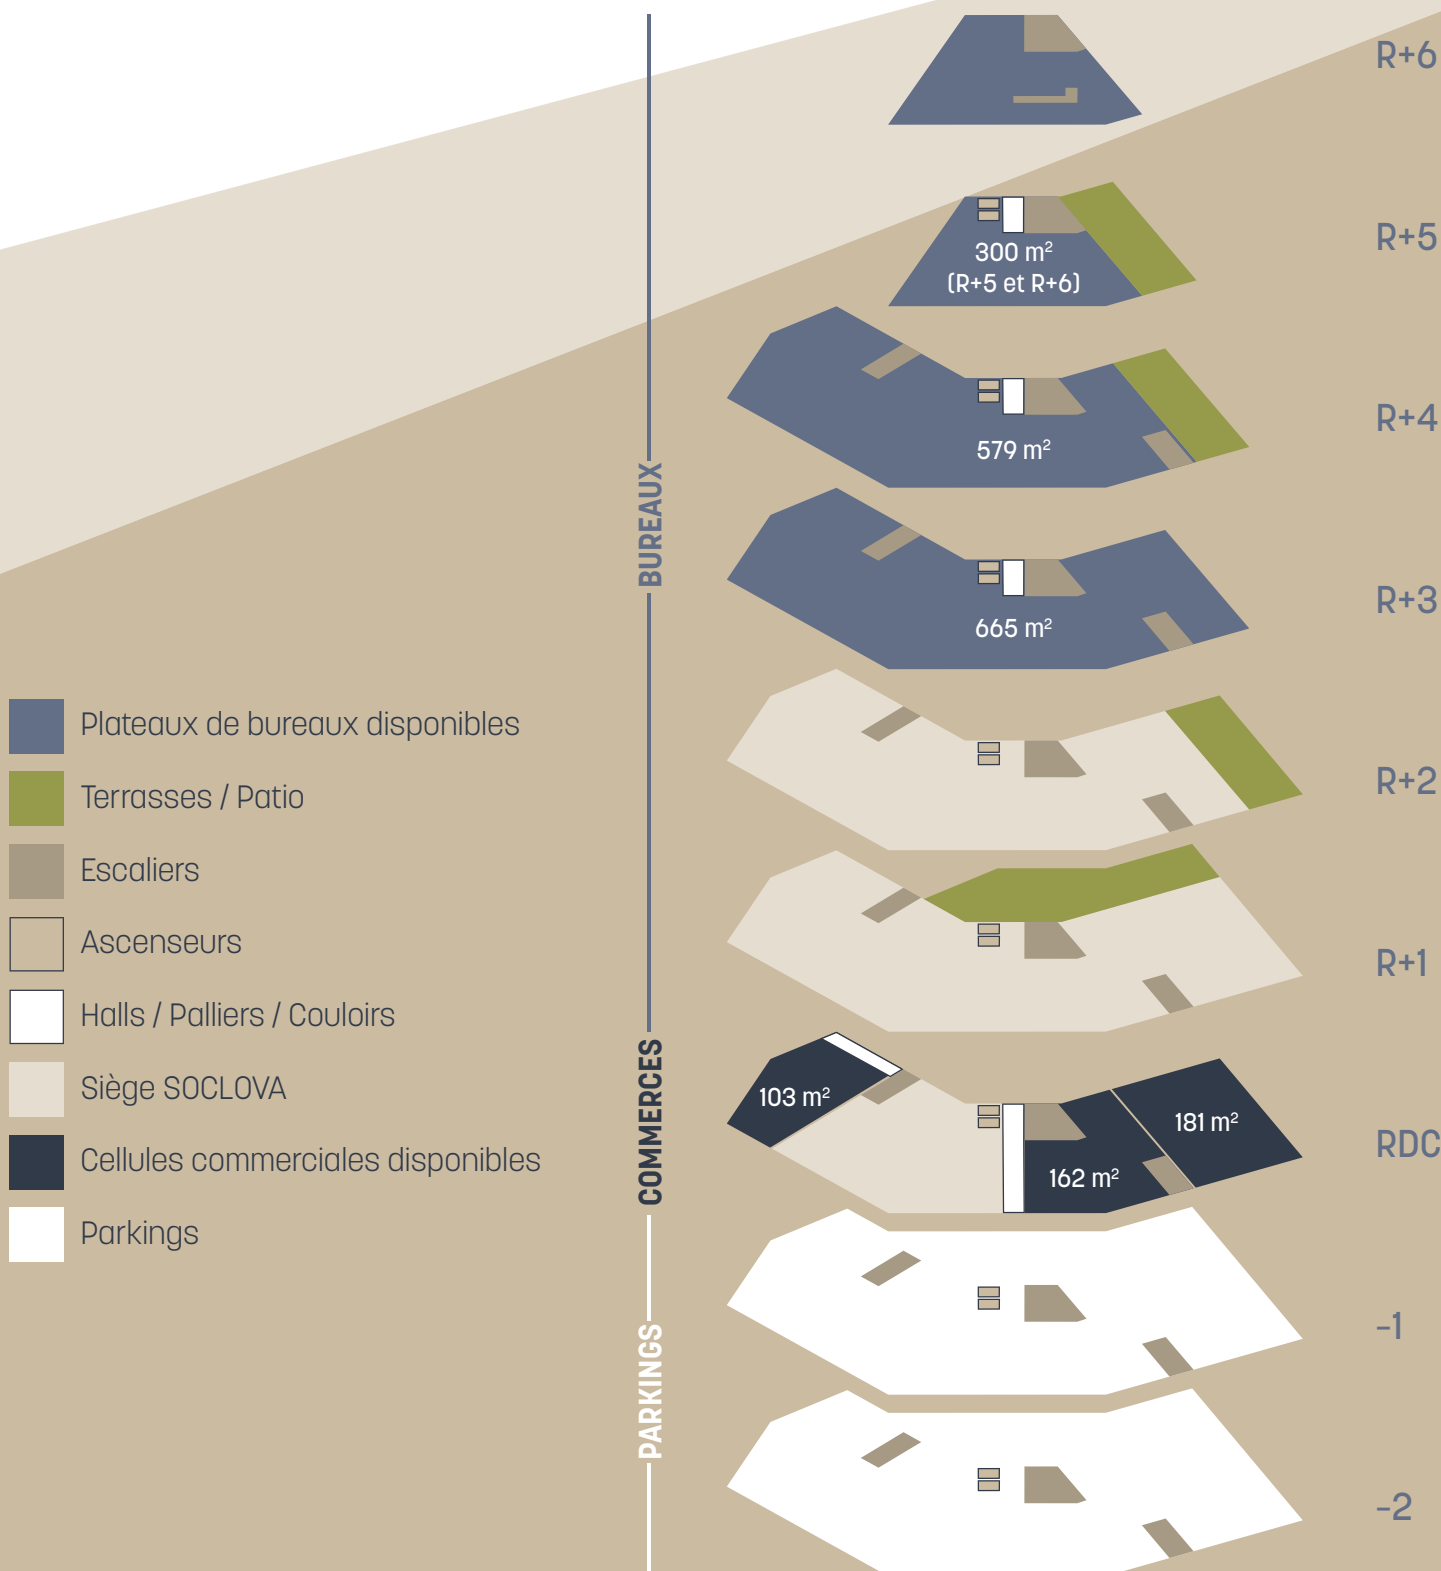 R+6
R+5
300 m²
(R+5 et R+6)
R+4
579 m²
BUREAUX
R+3
665 m²
Plateaux de bureaux disponibles
Terrasses / Patio
Escaliers
Ascenseurs
Halls / Palliers / Couloirs
Siège SOCLOVA
Cellules commerciales disponibles
Parkings
R+2
R+1
COMMERCES
103 m²
181 m²
162 m²
RDC
PARKINGS
-1
-2